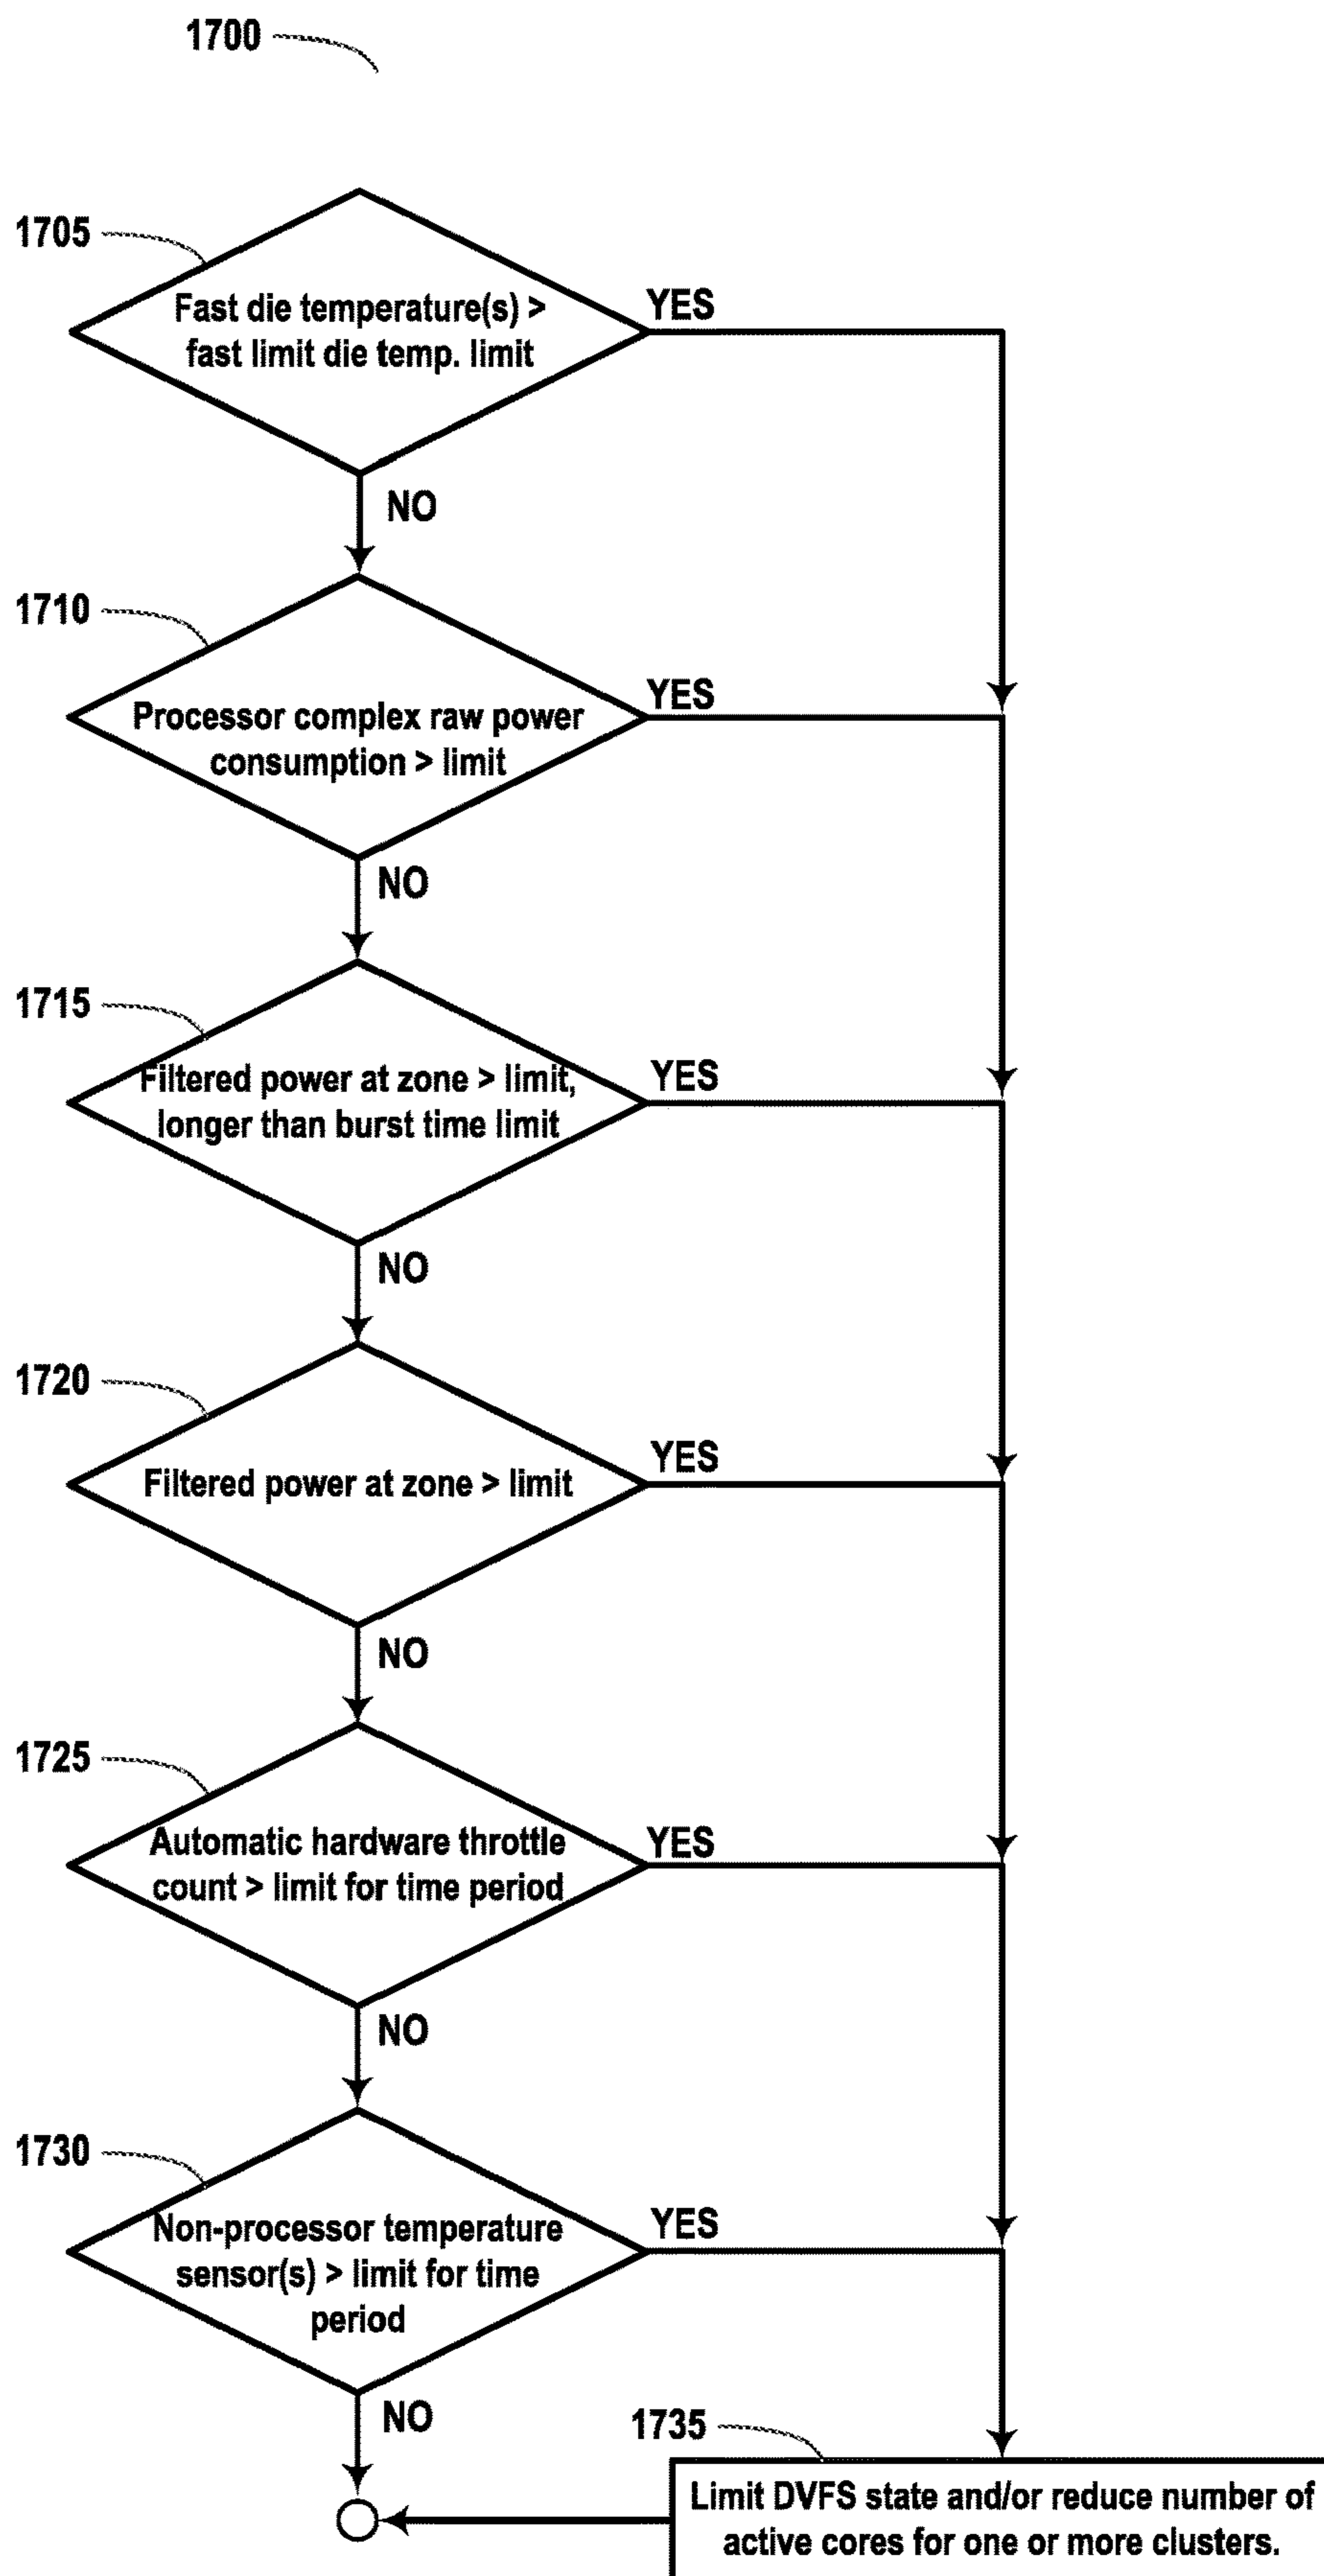 1700
1705
Fast die temperature(s) >
fast limit die temp. limit
YES
NO
1710
Processor complex raw power
consumption > limit
YES
NO
1715
Filtered power at zone > limit,
longer than burst time limit
YES
NO
1720
Filtered power at zone > limit
YES
NO
1725
Automatic hardware throttle
count > limit for time period
YES
NO
1730
Non-processor temperature
sensor(s) > limit for time
period
YES
NO
1735
Limit DVFS state and/or reduce number of
active cores for one or more clusters.